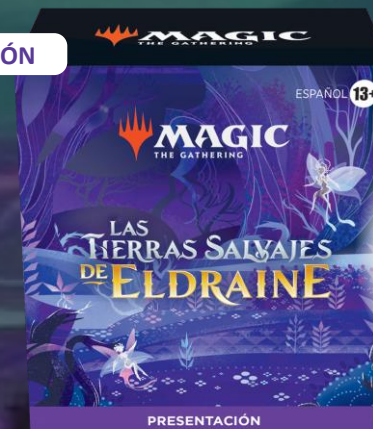 MAGIC
THE GATHERING
ÓN
ESPAÑOL 13+
MAGIC
THE GATHERING
LAS
TIERRAS SALVAJES
DE ELDRAINE
PRESENTACIÓN